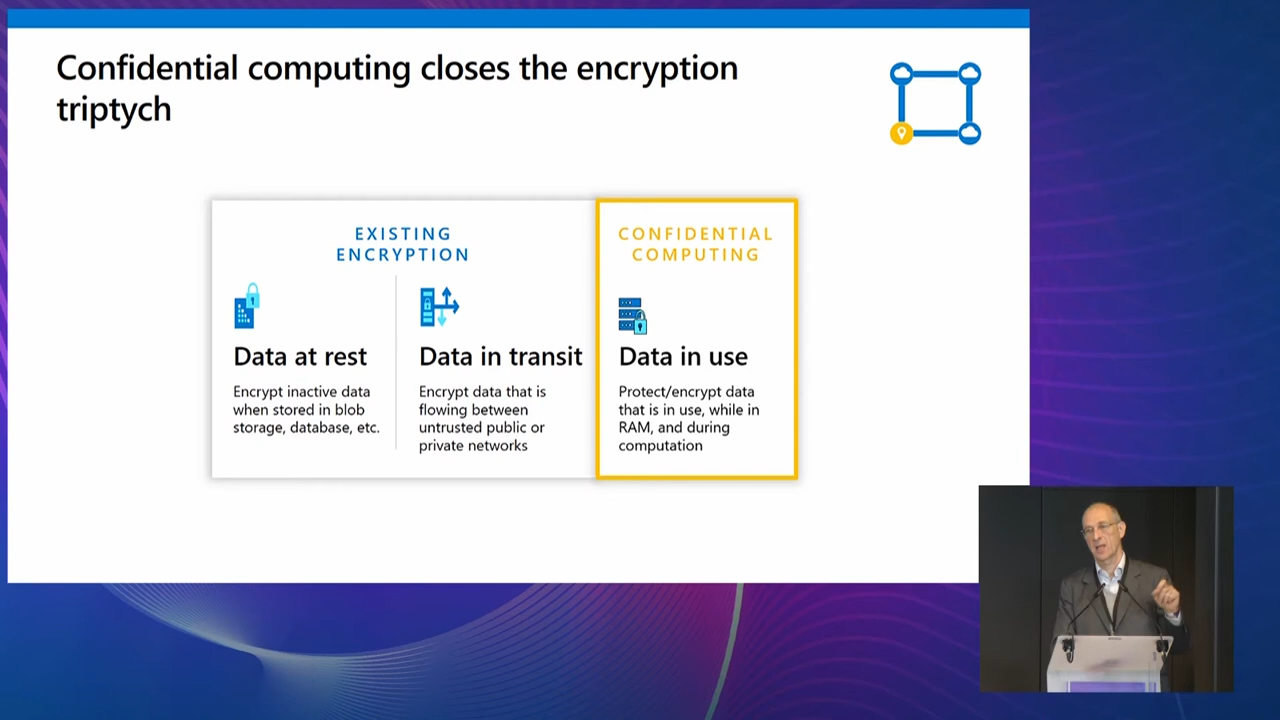 Confidential computing closes the encryption
triptych
EXISTING
ENCRYPTION
Data at rest
Encrypt inactive data
when stored in blob
storage, database, etc.
Data in transit
Encrypt data that is
flowing between
untrusted public or
private networks
CONFIDENTIAL
COMPUTING
Data in use
Protect/encrypt data
that is in use, while in
RAM, and during
computation